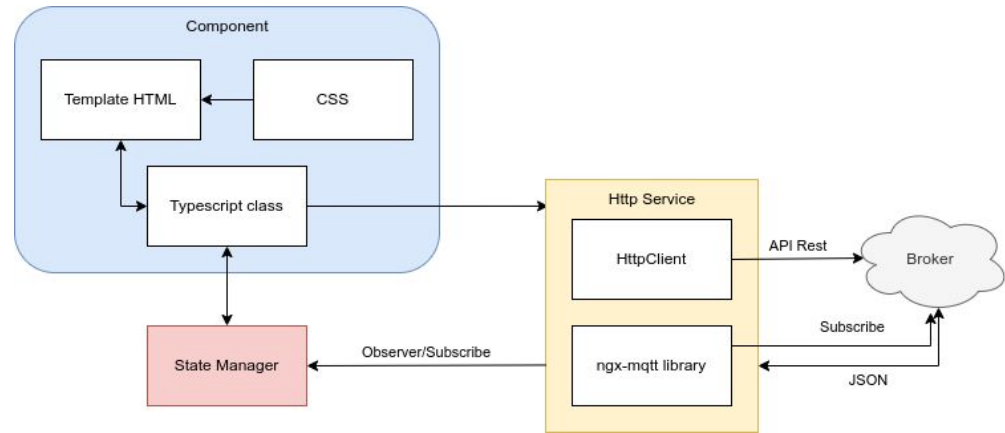 Component
Template HTML
CSS
Typescript class
Http Service
HttpClient
API Rest
Broker
State Manager
Observer/Subscribe
ngx-mqtt library
Subscribe
JSON